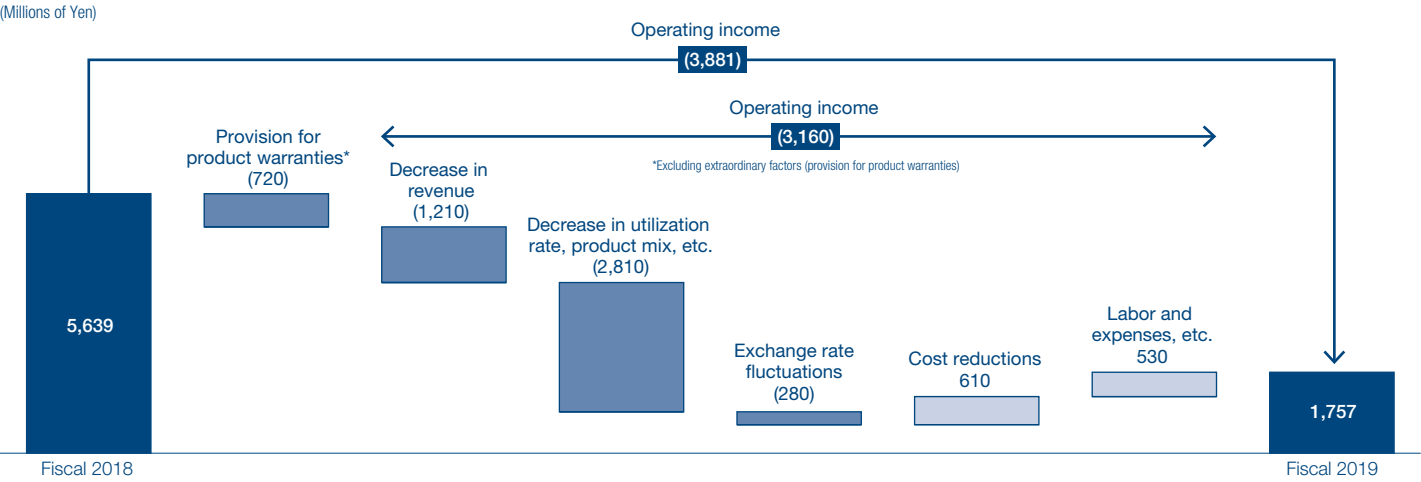 (Millions of Yen)
Operating income
(3,881)
Operating income
(3,160)
*Excluding extraordinary factors (provision for product warranties)
5,639
Fiscal 2018
Provision for
product warranties*
(720)
Decrease in
revenue
(1,210)
Decrease in utilization
rate, product mix, etc.
(2,810)
Exchange rate
fluctuations
(280)
Cost reductions
610
Labor and
expenses, etc.
530
1,757
Fiscal 2019